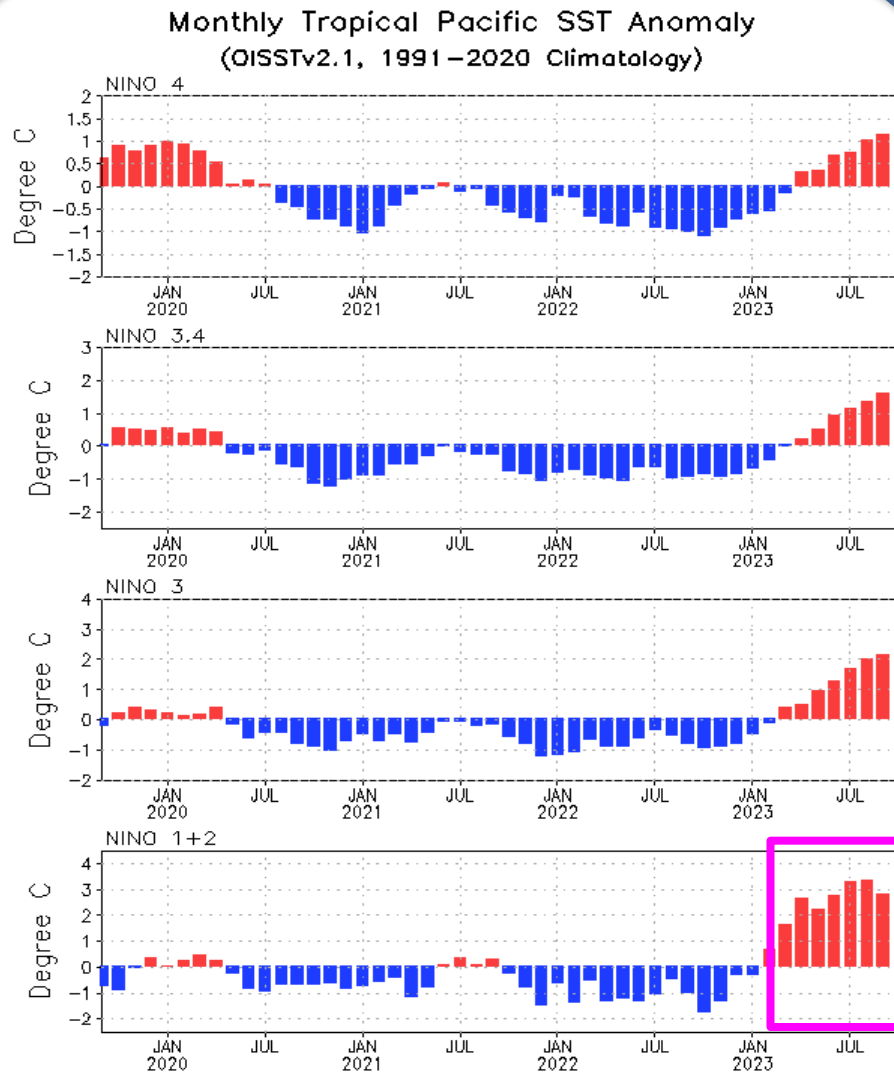 Monthly Tropical Pacific SST Anomaly
(OISSTv2.1, 1991-2020 Climatology)
NINO 4
Degree C
2
1.5
1
0.5
0
-0.5
-1
-1.5
-2
JAN JUL JAN JUL JAN JUL JAN JUL
2020 2021 2022 2023
NINO 3.4
Degree C
3
2
1
0
-1
-2
JAN JUL JAN JUL JAN JUL JAN JUL
2020 2021 2022 2023
NINO 3
Degree C
4
3
2
1
0
-1
-2
JAN JUL JAN JUL JAN JUL JAN JUL
2020 2021 2022 2023
NINO 1+2
Degree C
4
3
2
1
0
-1
-2
JAN JUL JAN JUL JAN JUL JAN JUL
2020 2021 2022 2023